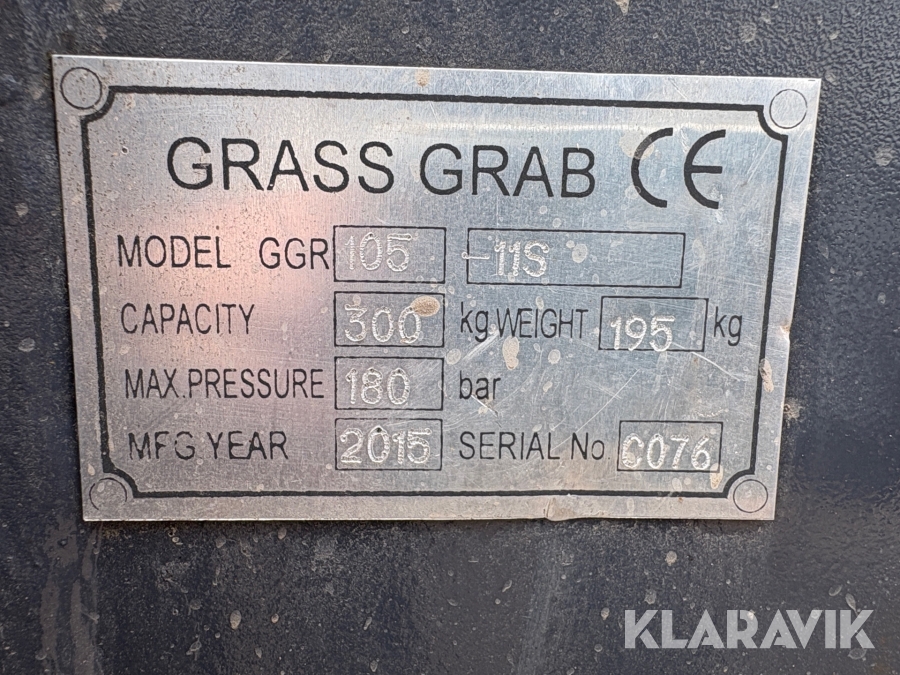 GRASS GRAB CE
MODEL GGR 105 -11S
CAPACITY 300 kg.WEIGHT 195 kg
MAX.PRESSURE 180 bar
MFG YEAR 2015 SERIAL No C076
KLARAVIK